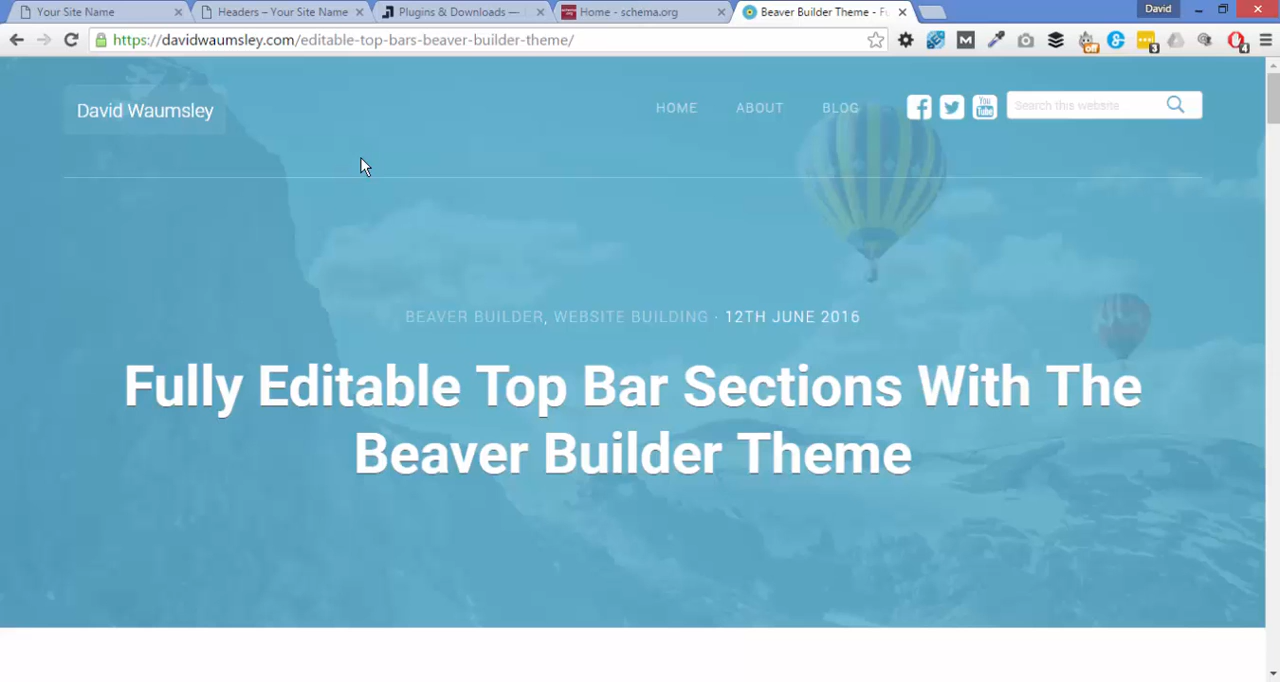 David
Your Site Name
Headers – Your Site Name
Plugins & Downloads —
Home - schema.org
Beaver Builder Theme - Fu
https://davidwaumsley.com/editable-top-bars-beaver-builder-theme/
David Waumsley
HOME
ABOUT
BLOG
You
Tube
Search this website
BEAVER BUILDER, WEBSITE BUILDING · 12TH JUNE 2016
Fully Editable Top Bar Sections With The
Beaver Builder Theme